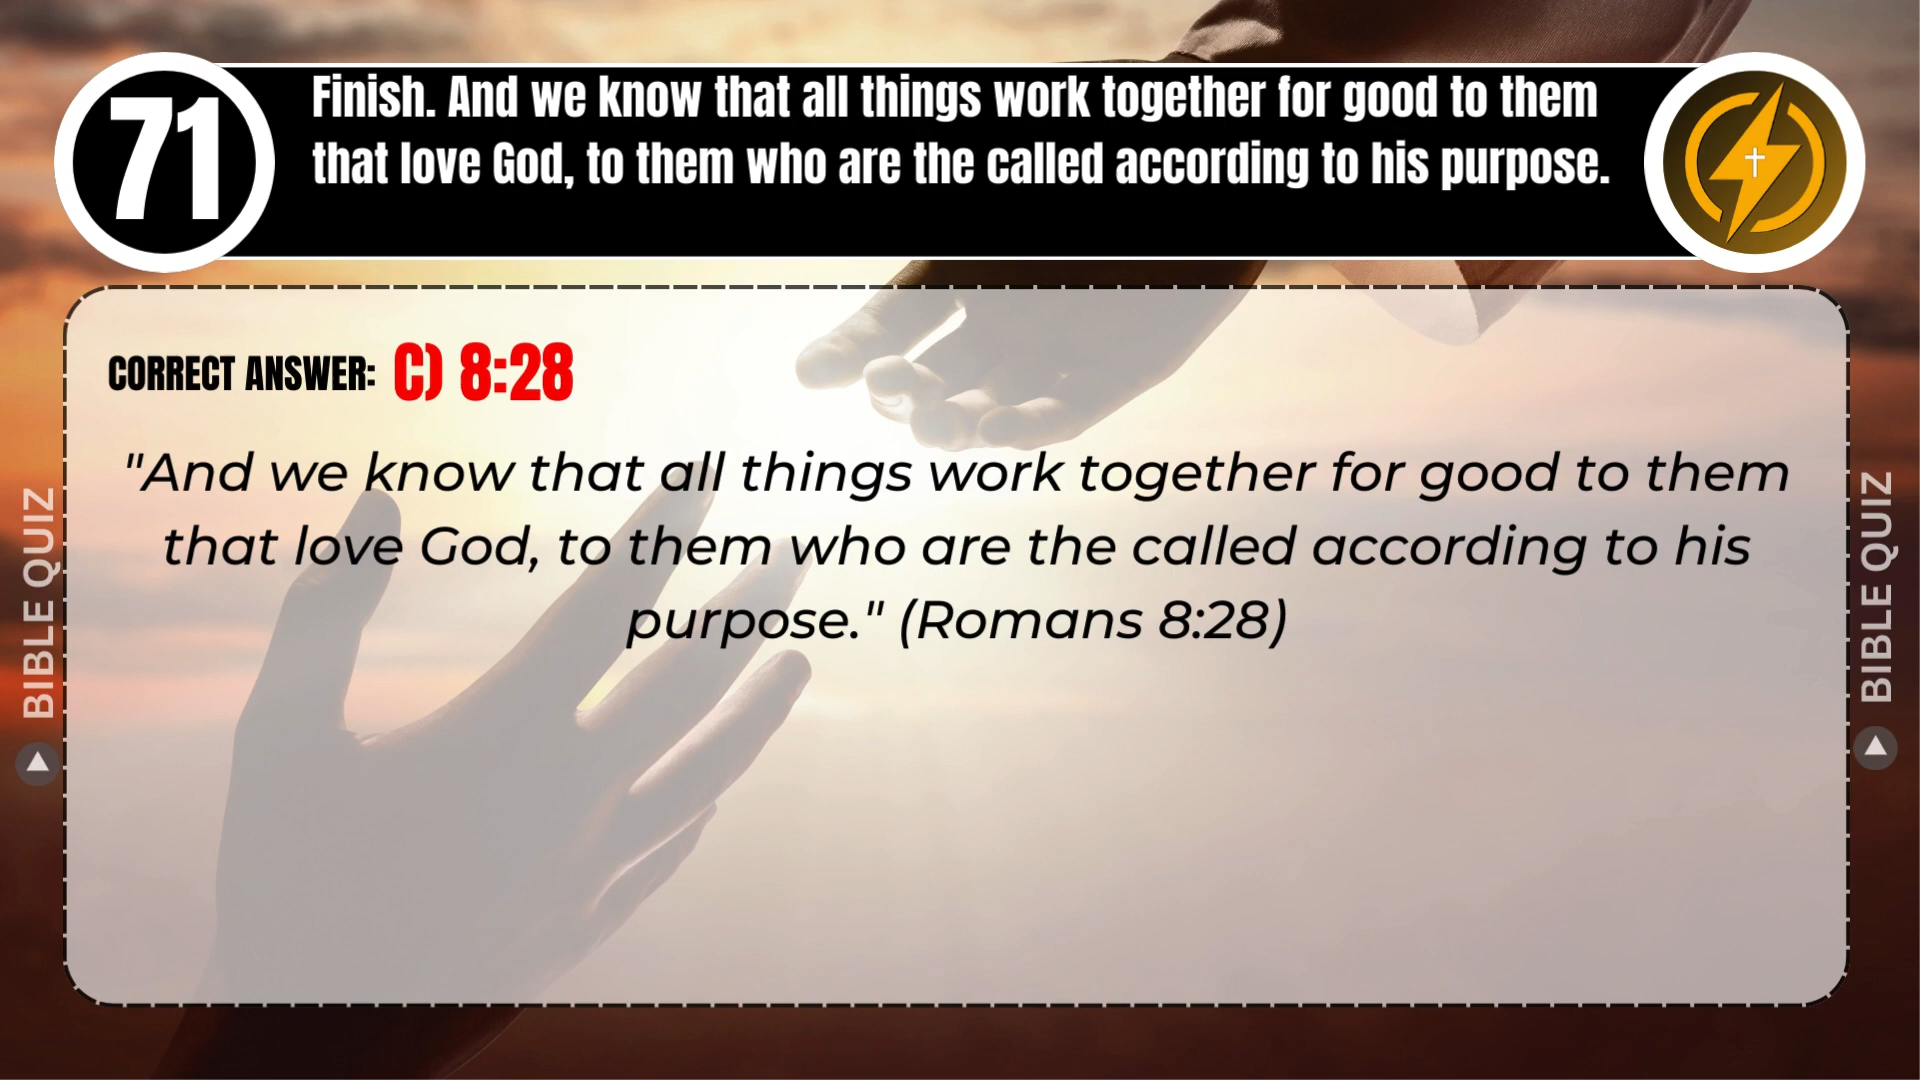 71
Finish. And we know that all things work together for good to them
that love God, to them who are the called according to his purpose.
CORRECT ANSWER: C) 8:28
"And we know that all things work together for good to them
that love God, to them who are the called according to his
purpose." (Romans 8:28)
BIBLE QUIZ
BIBLE QUIZ